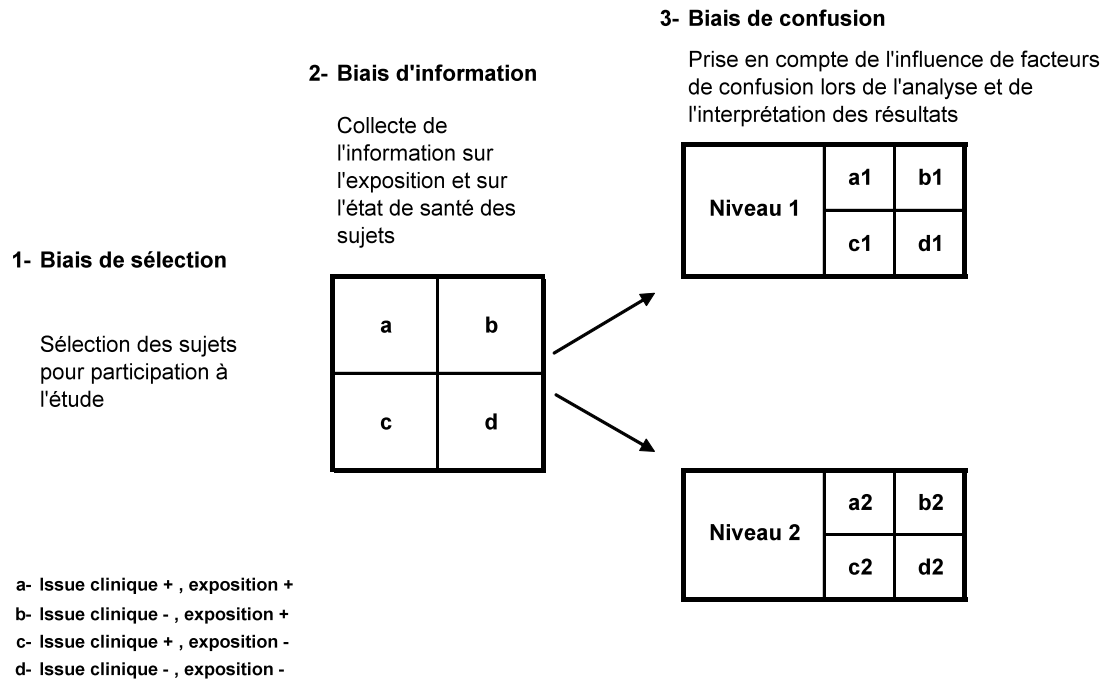 1- Biais de sélection
Sélection des sujets
pour participation à
l'étude
2- Biais d'information
Collecte de
l'information sur
l'exposition et sur
l'état de santé des
sujets
a b
c d
3- Biais de confusion
Prise en compte de l'influence de facteurs
de confusion lors de l'analyse et de
l'interprétation des résultats
Niveau 1
a1 b1
c1 d1
Niveau 2
a2 b2
c2 d2
a- Issue clinique + , exposition +
b- Issue clinique - , exposition +
c- Issue clinique + , exposition -
d- Issue clinique - , exposition -